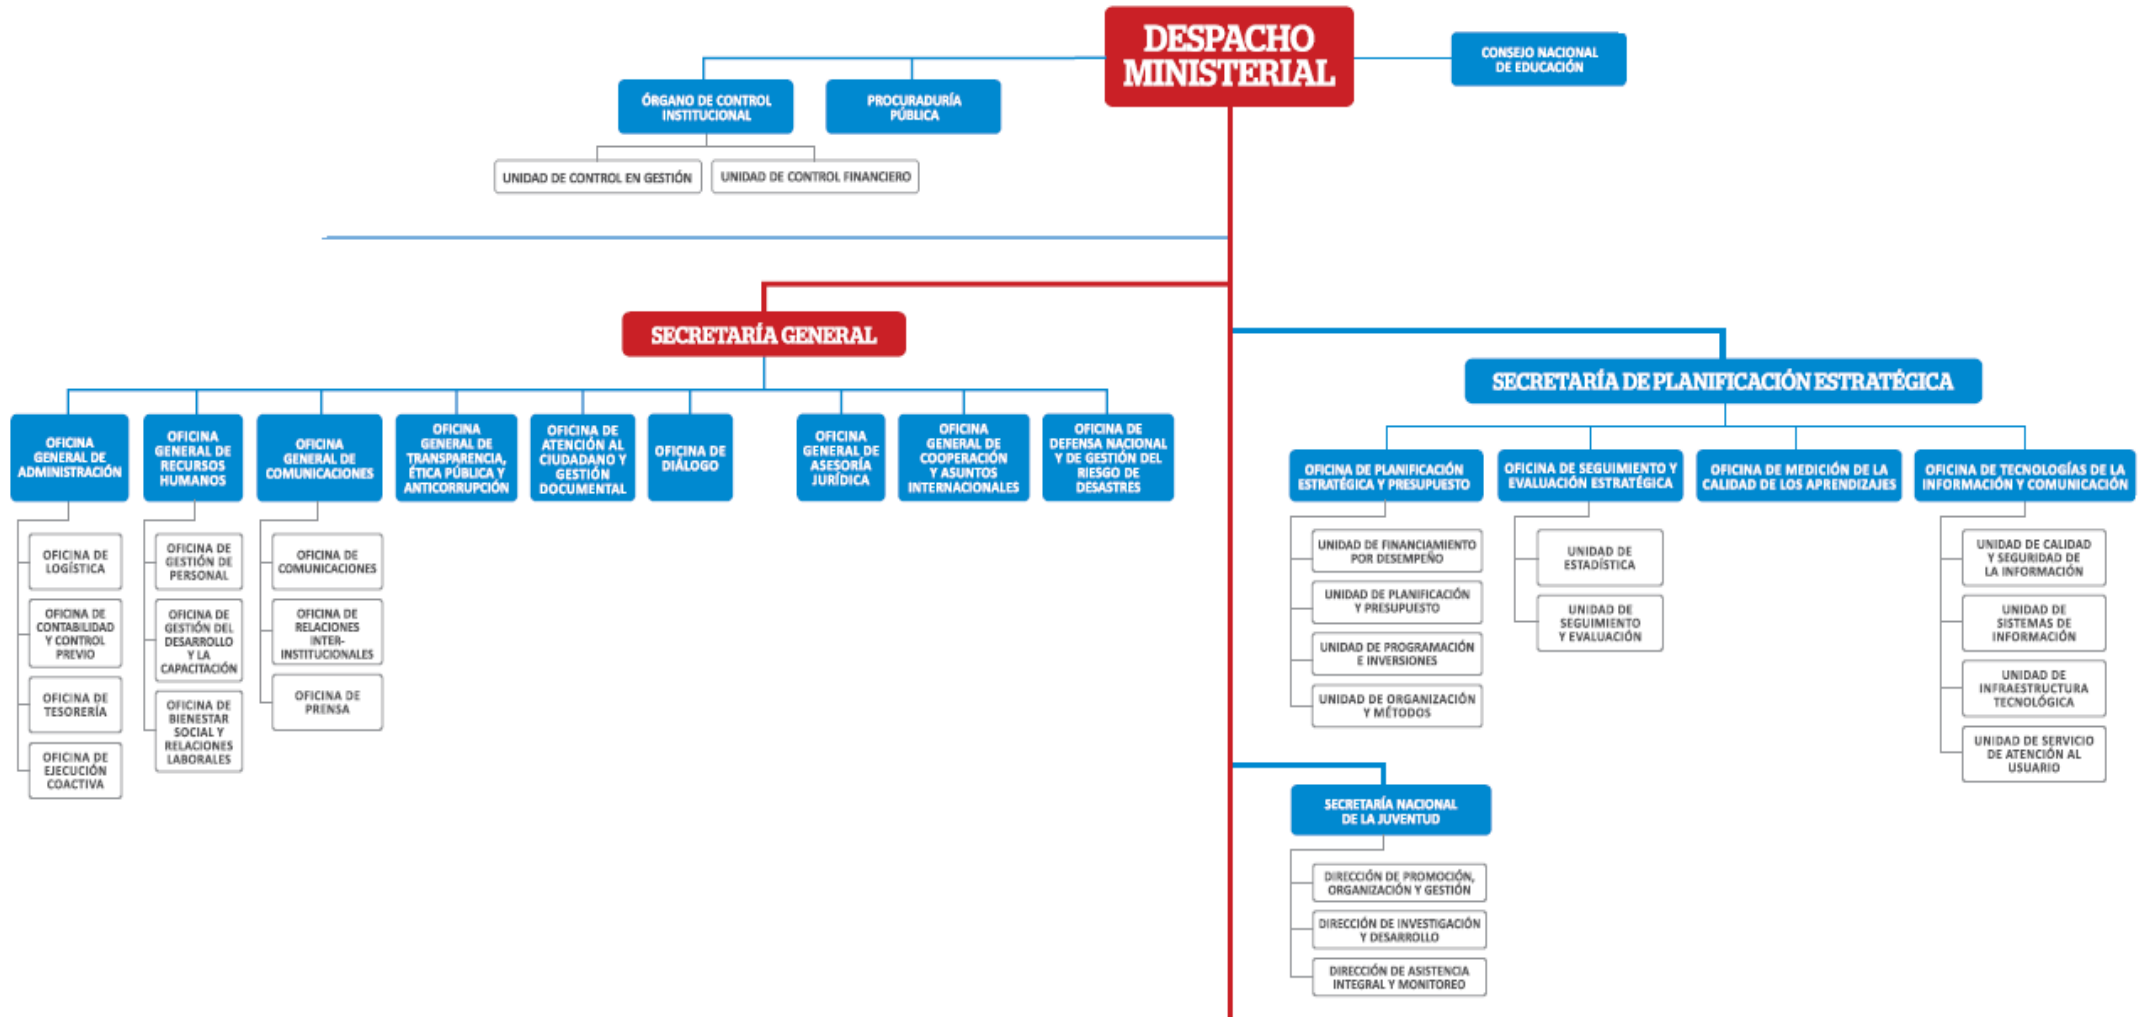 DESPACHO
MINISTERIAL
CONSEJO NACIONAL
DE EDUCACIÓN
ÓRGANO DE CONTROL
INSTITUCIONAL
PROCURADURÍA
PÚBLICA
UNIDAD DE CONTROL EN GESTIÓN
UNIDAD DE CONTROL FINANCIERO
SECRETARÍA GENERAL
SECRETARÍA DE PLANIFICACIÓN ESTRATÉGICA
OFICINA
GENERAL DE
ADMINISTRACIÓN
OFICINA
GENERAL DE
RECURSOS
HUMANOS
OFICINA
GENERAL DE
COMUNICACIONES
OFICINA
GENERAL DE
TRANSPARENCIA,
ÉTICA PÚBLICA Y
ANTICORRUPCIÓN
OFICINA DE
ATENCIÓN AL
CIUDADANO Y
GESTIÓN
DOCUMENTAL
OFICINA DE
DIÁLOGO
OFICINA
GENERAL DE
ASESORÍA
JURÍDICA
OFICINA
GENERAL DE
COOPERACIÓN
Y ASUNTOS
INTERNACIONALES
OFICINA DE
DEFENSA NACIONAL
Y DE GESTIÓN DEL
RIESGO DE
DESASTRES
OFICINA DE PLANIFICACIÓN
ESTRATÉGICA Y PRESUPUESTO
OFICINA DE SEGUIMIENTO Y
EVALUACIÓN ESTRATÉGICA
OFICINA DE MEDICIÓN DE LA
CALIDAD DE LOS APRENDIZAJES
OFICINA DE TECNOLOGÍAS DE LA
INFORMACIÓN Y COMUNICACIÓN
OFICINA DE
LOGÍSTICA
OFICINA DE
CONTABILIDAD
Y CONTROL
PREVIO
OFICINA DE
TESORERÍA
OFICINA DE
EJECUCIÓN
COACTIVA
OFICINA DE
GESTIÓN DE
PERSONAL
OFICINA DE
GESTIÓN DEL
DESARROLLO
Y LA
CAPACITACIÓN
OFICINA DE
BIENESTAR
SOCIAL Y
RELACIONES
LABORALES
OFICINA DE
COMUNICACIONES
OFICINA DE
RELACIONES
INTER-
INSTITUCIONALES
OFICINA DE
PRENSA
UNIDAD DE FINANCIAMIENTO
POR DESEMPEÑO
UNIDAD DE PLANIFICACIÓN
Y PRESUPUESTO
UNIDAD DE PROGRAMACIÓN
E INVERSIONES
UNIDAD DE ORGANIZACIÓN
Y MÉTODOS
UNIDAD DE
ESTADÍSTICA
UNIDAD DE
SEGUIMIENTO
Y EVALUACIÓN
UNIDAD DE CALIDAD
Y SEGURIDAD DE
LA INFORMACIÓN
UNIDAD DE
SISTEMAS DE
INFORMACIÓN
UNIDAD DE
INFRAESTRUCTURA
TECNOLÓGICA
UNIDAD DE SERVICIO
DE ATENCIÓN AL
USUARIO
SECRETARÍA NACIONAL
DE LA JUVENTUD
DIRECCIÓN DE PROMOCIÓN,
ORGANIZACIÓN Y GESTIÓN
DIRECCIÓN DE INVESTIGACIÓN
Y DESARROLLO
DIRECCIÓN DE ASISTENCIA
INTEGRAL Y MONITOREO